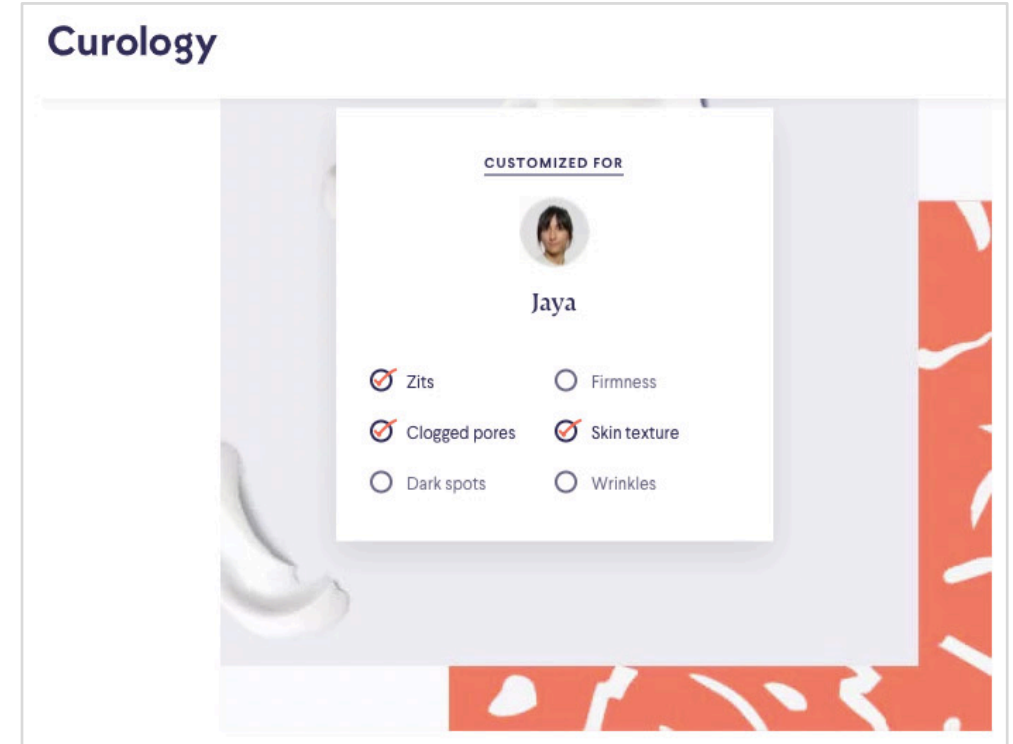 Curology
CUSTOMIZED FOR
Jaya
Zits
Firmness
Clogged pores
Skin texture
Dark spots
Wrinkles